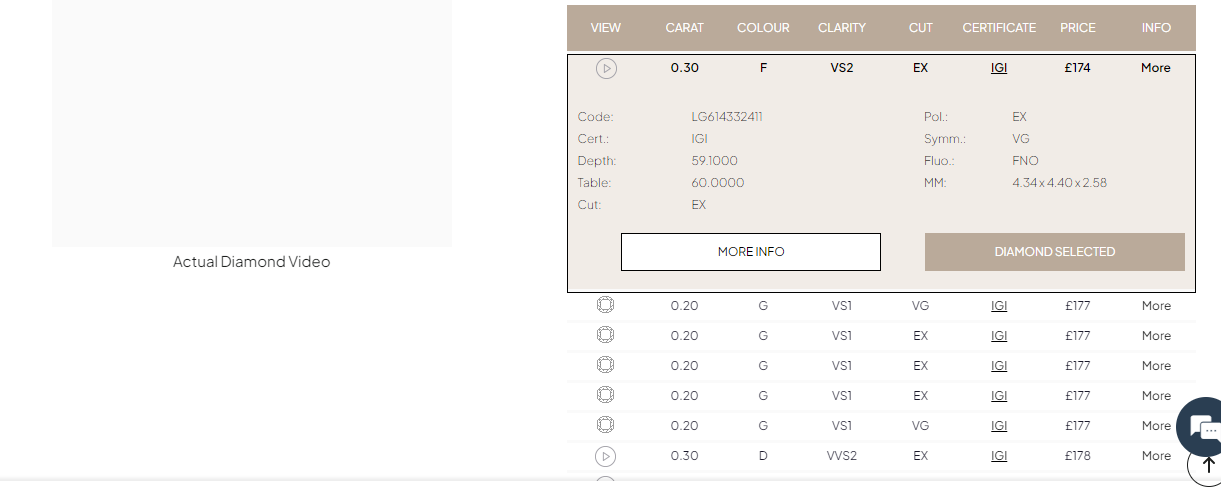 VIEW CARAT COLOUR CLARITY CUT CERTIFICATE PRICE INFO
0.30 F VS2 EX IGI £174 More
Code: LG614332411 Pol.: EX
Cert.: IGI Symm.: VG
Depth: 59.1000 Fluo.: FNO
Table: 60.0000 MM: 4.34 x 4.40 x 2.58
Cut: EX
MORE INFO DIAMOND SELECTED
Actual Diamond Video
0.20 G VS1 VG IGI £177 More
0.20 G VS1 EX IGI £177 More
0.20 G VS1 EX IGI £177 More
0.20 G VS1 EX IGI £177 More
0.20 G VS1 VG IGI £177 More
0.30 D VVS2 EX IGI £178 More